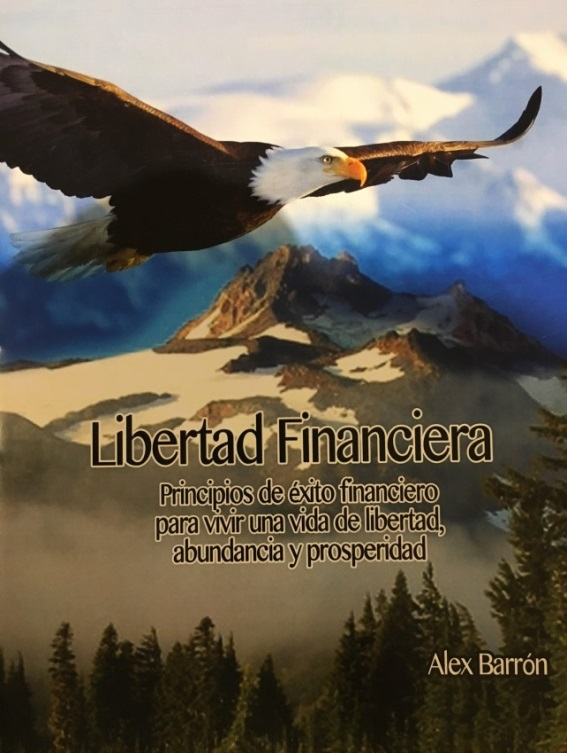 Libertad Financiera
Principios de éxito financiero
para vivir una vida de libertad,
abundancia y prosperidad
Alex Barrón